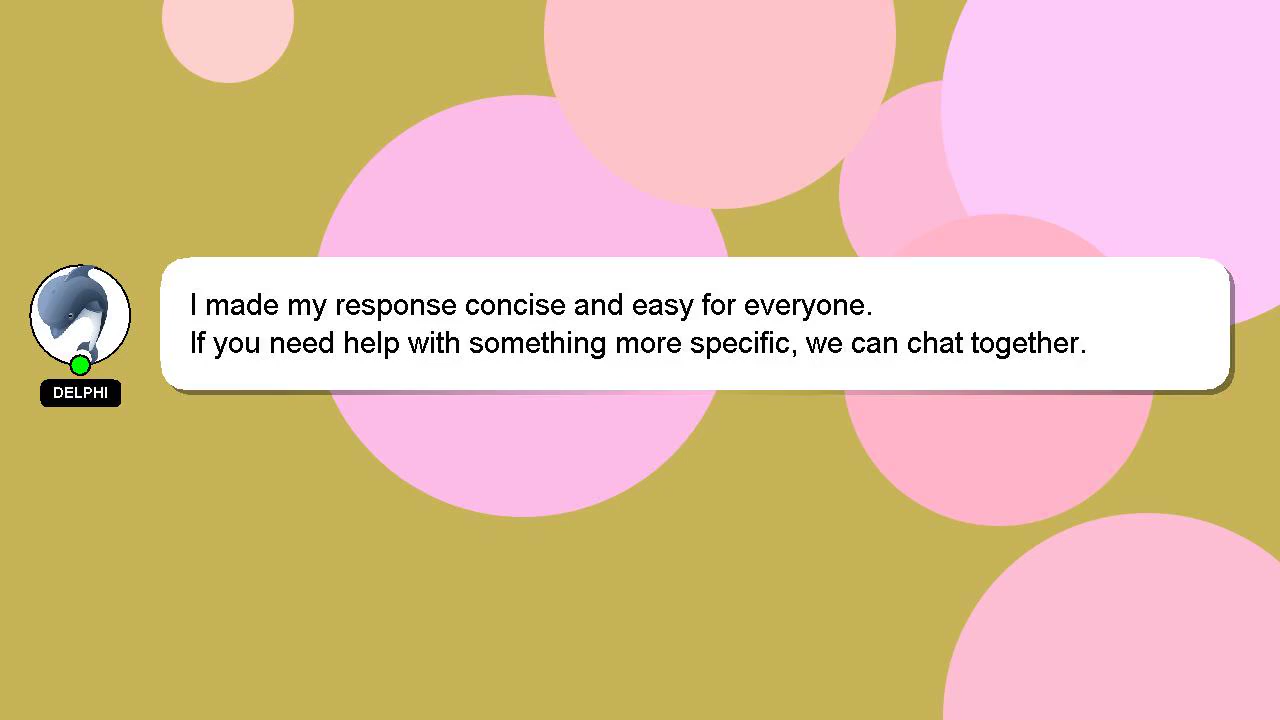 I made my response concise and easy for everyone.
If you need help with something more specific, we can chat together.
DELPHI